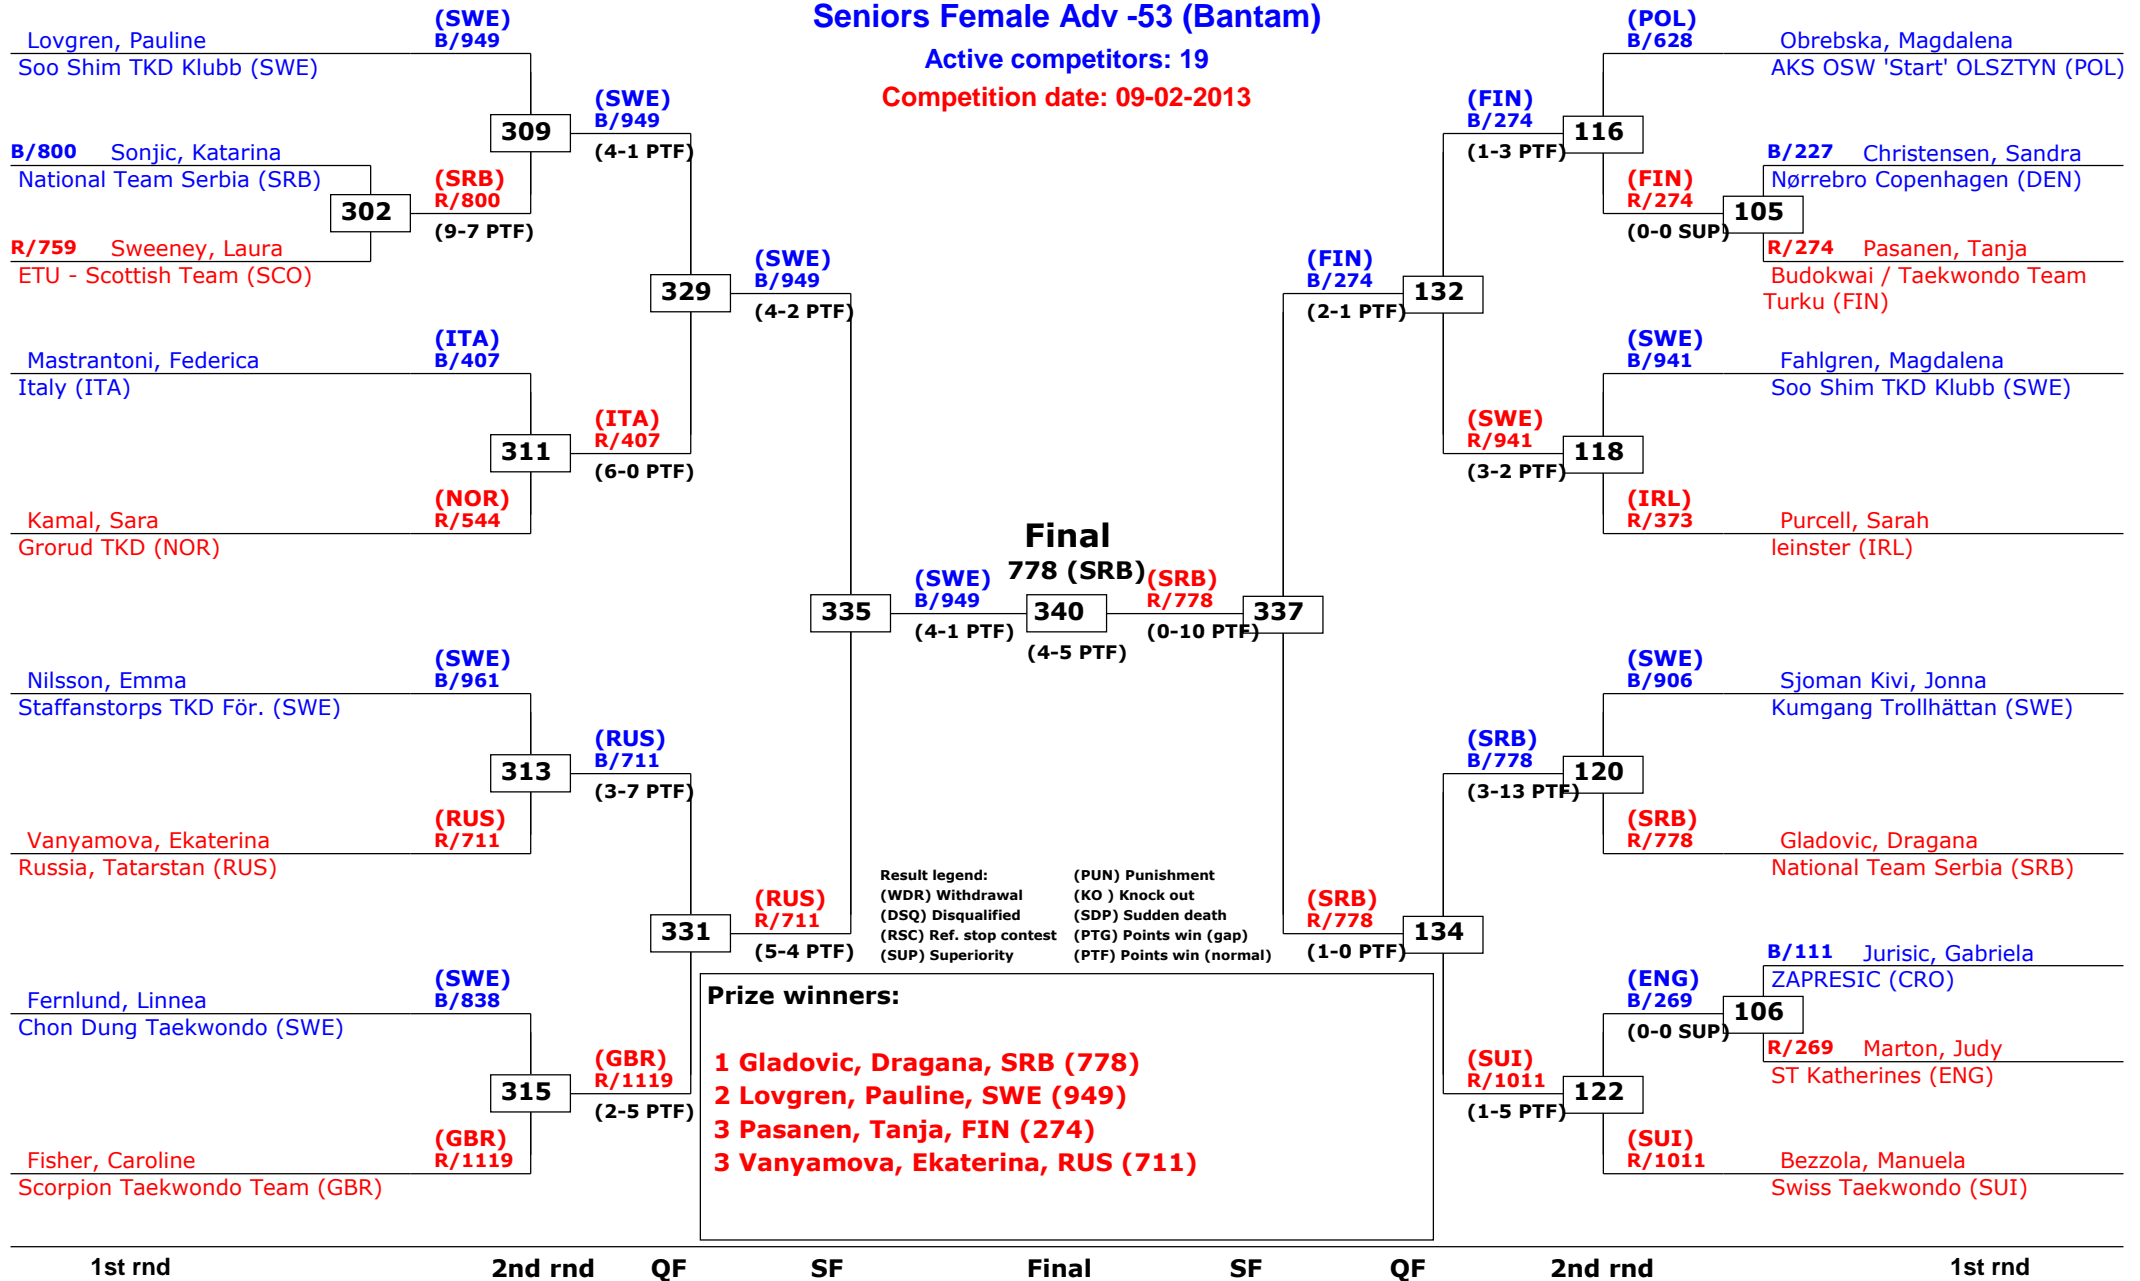 Seniors Female Adv -53 (Bantam)
Active competitors: 19
Competition date: 09-02-2013
Lovgren, Pauline
Soo Shim TKD Klubb (SWE)
(SWE)
B/949
B/800 Sonjic, Katarina
National Team Serbia (SRB)
R/759 Sweeney, Laura
ETU - Scottish Team (SCO)
302
(SRB)
R/800
(9-7 PTF)
309
(SWE)
B/949
(4-1 PTF)
Mastrantoni, Federica
Italy (ITA)
(ITA)
B/407
Kamal, Sara
Grorud TKD (NOR)
(NOR)
R/544
311
(ITA)
R/407
(6-0 PTF)
329
(SWE)
B/949
(4-2 PTF)
Nilsson, Emma
Staffanstorps TKD För. (SWE)
(SWE)
B/961
Vanyamova, Ekaterina
Russia, Tatarstan (RUS)
(RUS)
R/711
313
(RUS)
B/711
(3-7 PTF)
Fernlund, Linnea
Chon Dung Taekwondo (SWE)
(SWE)
B/838
Fisher, Caroline
Scorpion Taekwondo Team (GBR)
(GBR)
R/1119
315
(GBR)
R/1119
(2-5 PTF)
331
(RUS)
R/711
(5-4 PTF)
335
(SWE)
B/949
(4-1 PTF)
Final
778 (SRB)
340
(4-5 PTF)
(SRB)
R/778
(0-10 PTF)
337
(FIN)
B/274
(2-1 PTF)
132
(FIN)
B/274
(1-3 PTF)
116
(POL)
B/628
Obrebska, Magdalena
AKS OSW 'Start' OLSZTYN (POL)
(FIN)
R/274
(0-0 SUP)
105
B/227 Christensen, Sandra
Nørrebro Copenhagen (DEN)
R/274 Pasanen, Tanja
Budokwai / Taekwondo Team
Turku (FIN)
(SWE)
R/941
(3-2 PTF)
118
(SWE)
B/941
Fahlgren, Magdalena
Soo Shim TKD Klubb (SWE)
(IRL)
R/373
Purcell, Sarah
leinster (IRL)
(SRB)
R/778
(1-0 PTF)
134
(SRB)
B/778
(3-13 PTF)
120
(SWE)
B/906
Sjoman Kivi, Jonna
Kumgang Trollhättan (SWE)
(SRB)
R/778
Gladovic, Dragana
National Team Serbia (SRB)
(SUI)
R/1011
(1-5 PTF)
122
(ENG)
B/269
(0-0 SUP)
106
B/111 Jurisic, Gabriela
ZAPRESIC (CRO)
R/269 Marton, Judy
ST Katherines (ENG)
(SUI)
R/1011
Bezzola, Manuela
Swiss Taekwondo (SUI)
Result legend:
(WDR) Withdrawal
(DSQ) Disqualified
(RSC) Ref. stop contest
(SUP) Superiority
(PUN) Punishment
(KO ) Knock out
(SDP) Sudden death
(PTG) Points win (gap)
(PTF) Points win (normal)
Prize winners:
1 Gladovic, Dragana, SRB (778)
2 Lovgren, Pauline, SWE (949)
3 Pasanen, Tanja, FIN (274)
3 Vanyamova, Ekaterina, RUS (711)
1st rnd 2nd rnd QF SF Final SF QF 2nd rnd 1st rnd